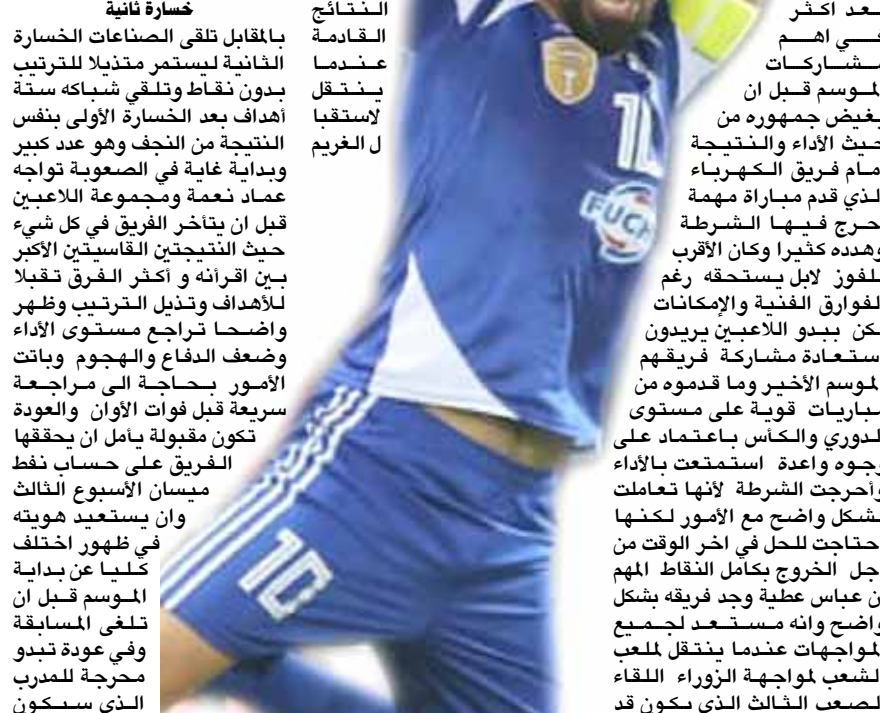 بعد اكثر
في اهم
مشاركات
الموسم قبل ان
يغيض جمهوره من
حيث الأداء والنتيجة
امام فريق الكهرباء
الذي قدم مباراة مهمة
حرج فيها الشرطة
وهدده كثيرا وكان الأقرب
للفوز لابل يستحقه رغم
الفوارق الفنية والإمكانات
لكن ببدو اللاعبين يريدون
استعادة مشاركة فريقهم
الموسم الأخير وما قدموه من
مباريات قوية على مستوى
الدوري والكأس باعتماد على
وجوه واعدة استمتعت بالأداء
وأحرجت الشرطة لأنها تعاملت
بشكل واضح مع الأمور لكنها
احتاجت للحل في اخر الوقت من
اجل الخروج بكامل النقاط المهم
ان عباس عطية وجد فريقه بشكل
واضح وانه مستعد لجميع
المواجهات عندما ينتقل لملعب
الشعب لمواجهة الزوراء اللقاء
الصعب الثالث الذي يكون قد
النتائج
القادمة
عندما
ينتقل
لاستقبا
ل الغريم
10
FUCH
10
خسارة ثانية
بالمقابل تلقى الصناعات الخسارة
الثانية ليستمر متذيلا للترتيب
بدون نقاط وتلقي شباكه ستة
أهداف بعد الخسارة الأولى بنفس
النتيجة من النجف وهو عدد كبير
وبداية غاية في الصعوبة تواجه
عماد نعمة ومجموعة اللاعبين
قبل ان يتأخر الفريق في كل شيء
حيث النتيجتين القاسيتين الأكبر
بين اقرأنه و أكثر الفرق تقبلا
للأهداف وتذيل الترتيب وظهر
واضحا تراجع مستوى الأداء
وضعف الدفاع والهجوم وباتت
الأمور بحاجة الى مراجعة
سريعة قبل فوات الأوان والعودة
تكون مقبولة يأمل ان يحققها
الفريق على حساب نفط
ميسان الأسبوع الثالث
وان يستعيد هويته
في ظهور اختلف
كليا عن بداية
الموسم قبل ان
تلغى المسابقة
وفي عودة تبدو
محرجة للمدرب
الذي سيكون